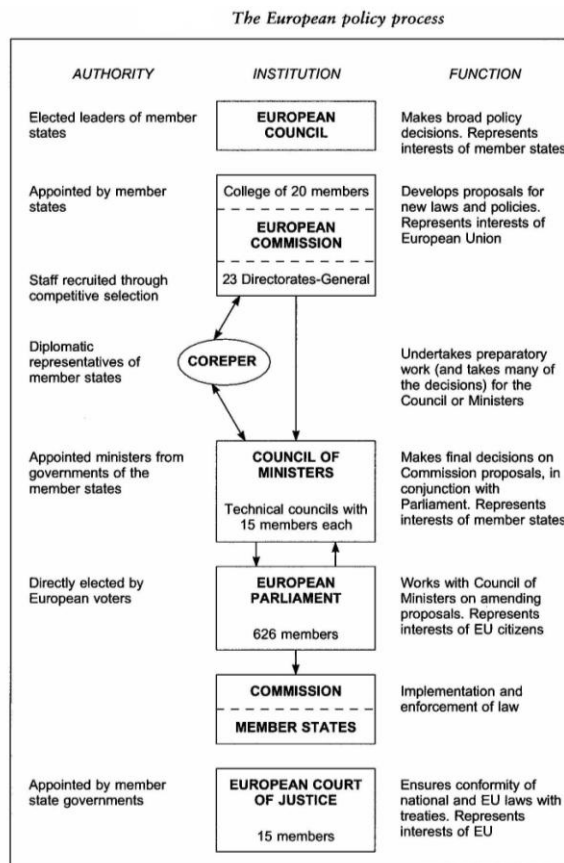 The European policy process
AUTHORITY
INSTITUTION
FUNCTION
Elected leaders of member
states
EUROPEAN
COUNCIL
Makes broad policy
decisions. Represents
interests of member states
Appointed by member
states
College of 20 members
EUROPEAN
COMMISSION
Develops proposals for
new laws and policies.
Represents interests of
European Union
Staff recruited through
competitive selection
23 Directorates-General
Diplomatic
representatives of
member states
COREPER
Undertakes preparatory
work (and takes many of
the decisions) for the
Council or Ministers
Appointed ministers from
governments of the
member states
COUNCIL OF
MINISTERS
Technical councils with
15 members each
Makes final decisions on
Commission proposals, in
conjunction with
Parliament. Represents
interests of member states
Directly elected by
European voters
EUROPEAN
PARLIAMENT
626 members
Works with Council of
Ministers on amending
proposals. Represents
interests of EU citizens
COMMISSION
MEMBER STATES
Implementation and
enforcement of law
Appointed by member
state governments
EUROPEAN COURT
OF JUSTICE
15 members
Ensures conformity of
national and EU laws with
treaties. Represents
interests of EU